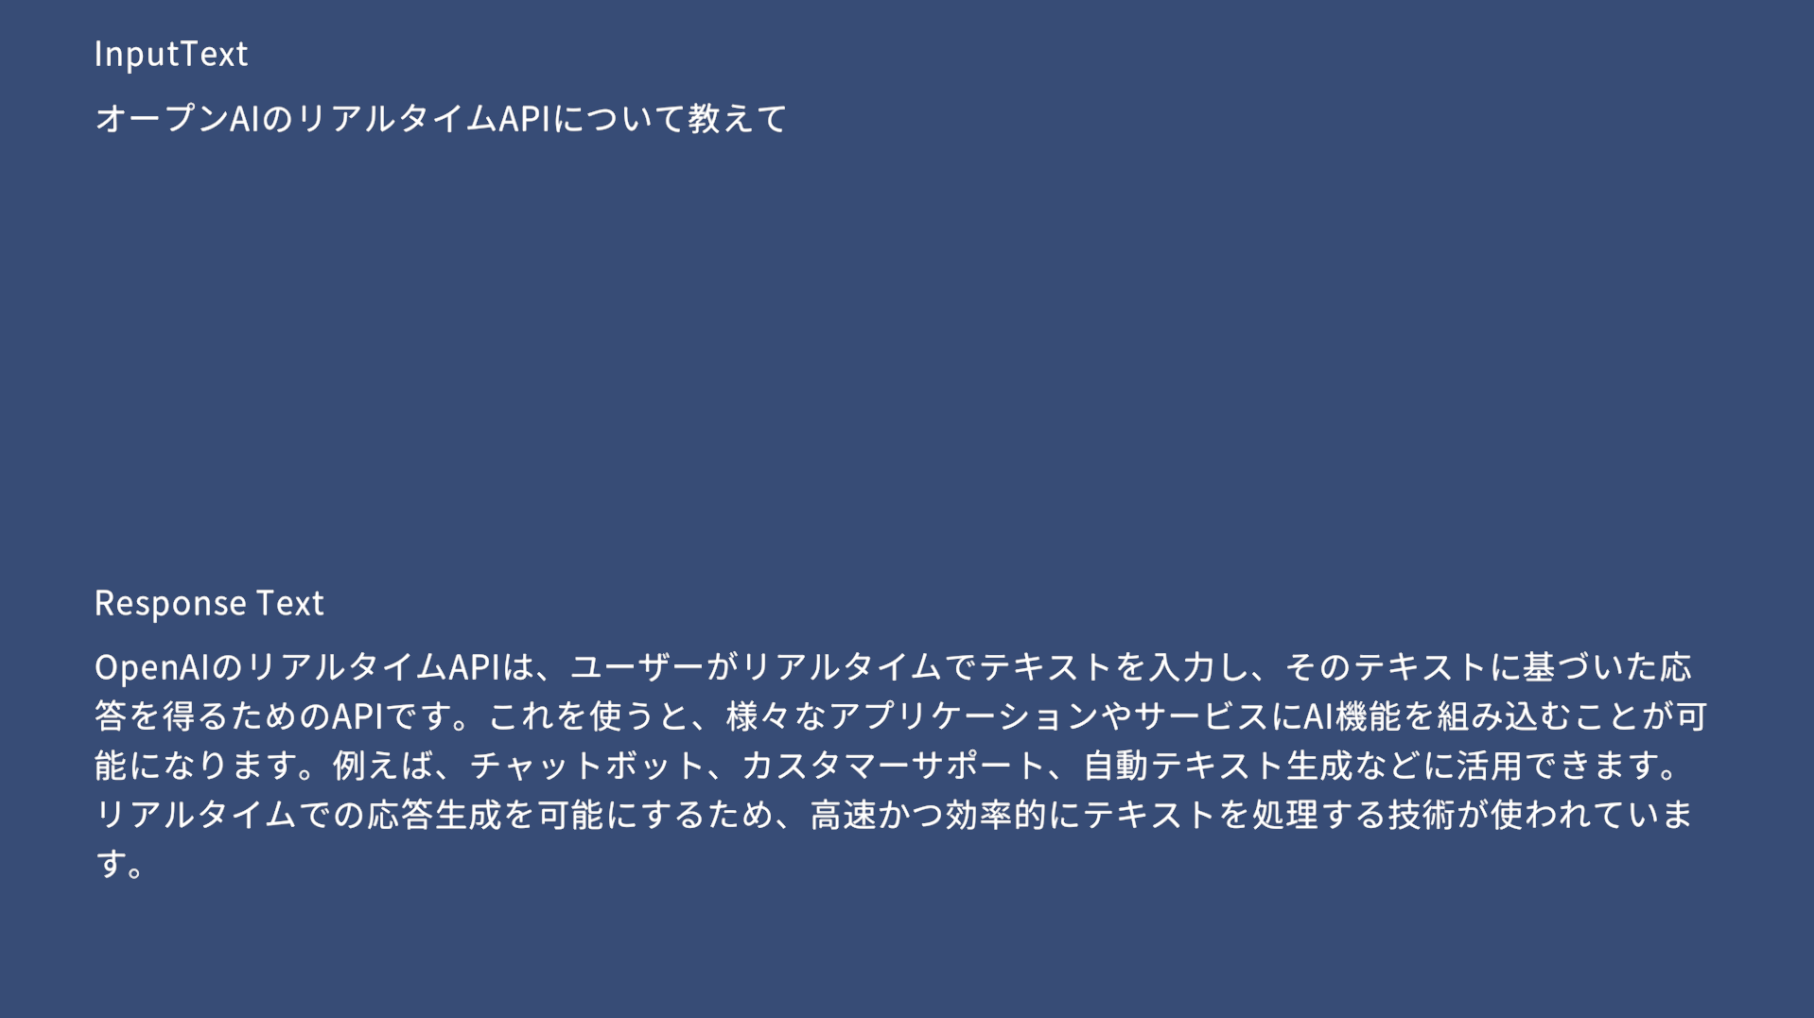 InputText
オープンAIのリアルタイムAPIについて教えて
Response Text
OpenAIのリアルタイムAPIは、ユーザーがリアルタイムでテキストを入力し、そのテキストに基づいた応
答を得るためのAPIです。これを使うと、様々なアプリケーションやサービスにAI機能を組み込むことが可
能になります。例えば、チャットボット、カスタマーサポート、自動テキスト生成などに活用できます。
リアルタイムでの応答生成を可能にするため、高速かつ効率的にテキストを処理する技術が使われていま
す。